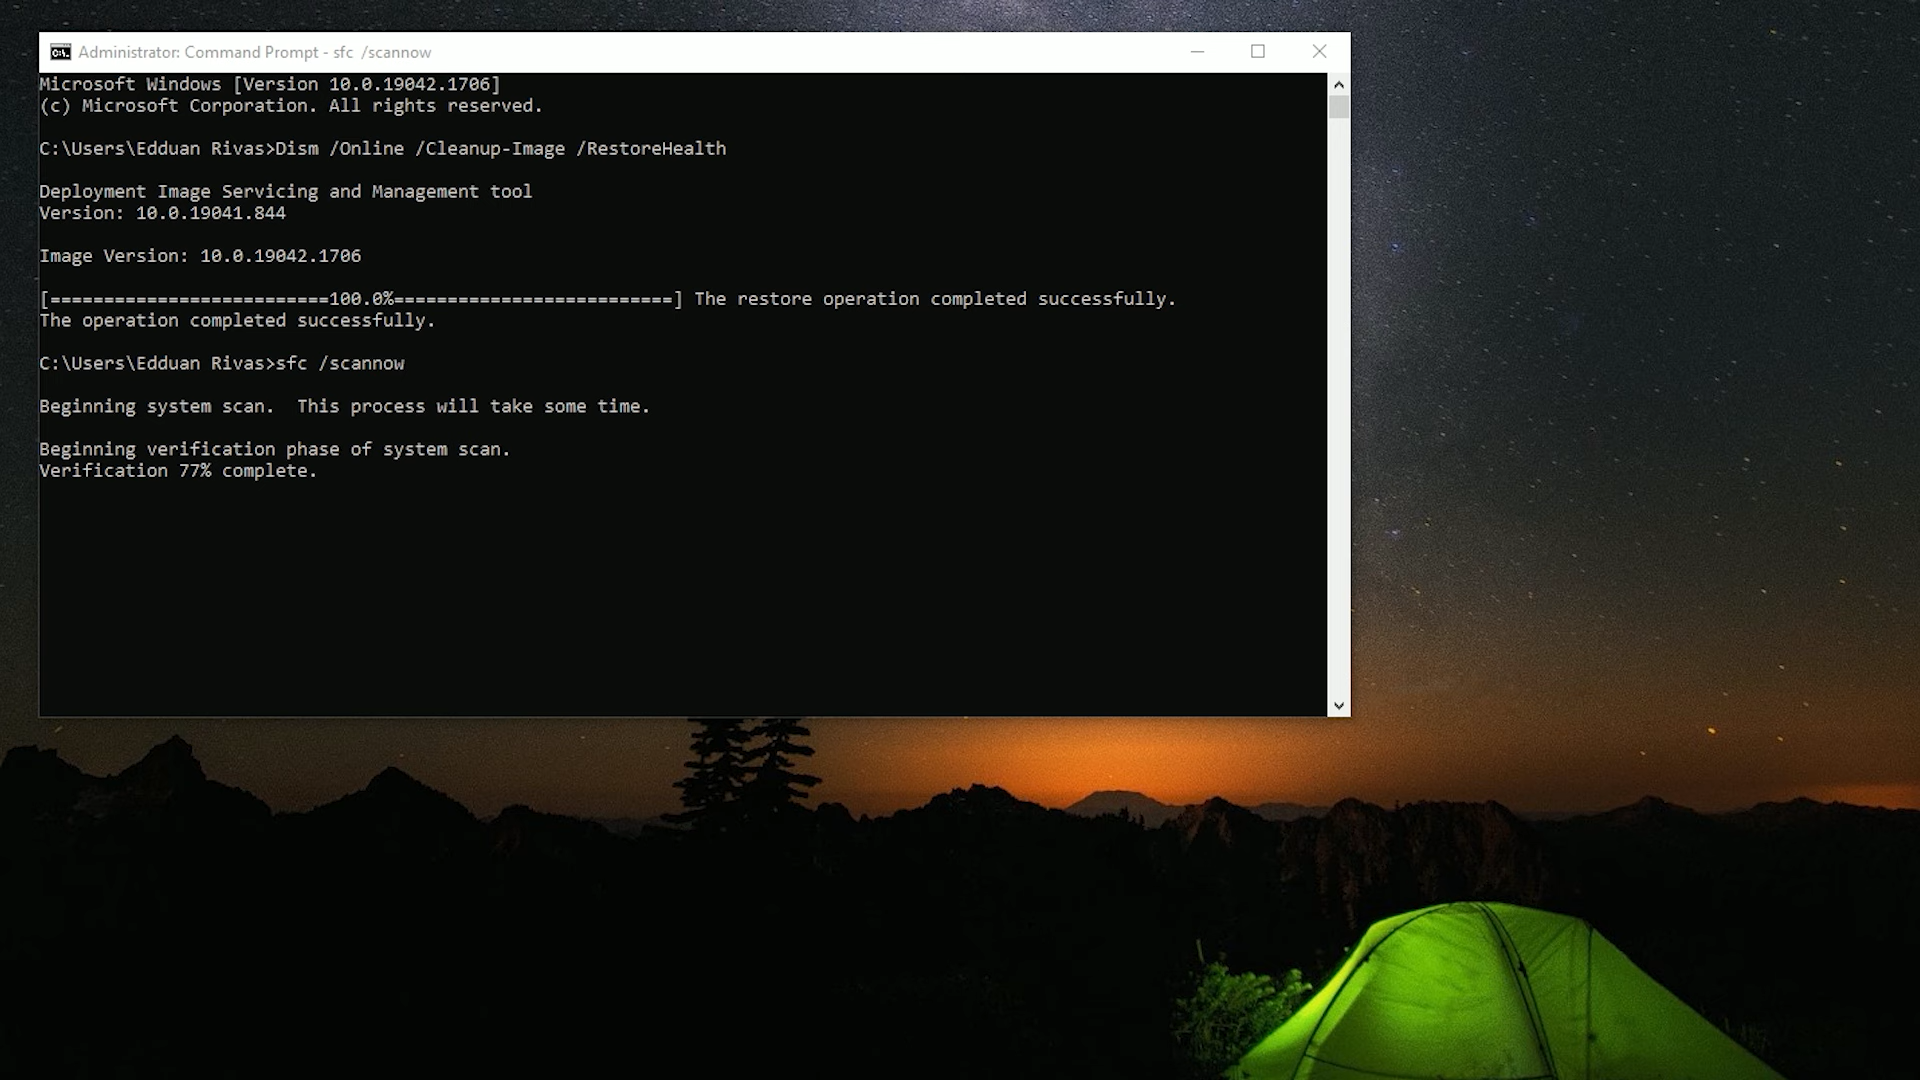 Administrator: Command Prompt - sfc  /scannow
Microsoft Windows [Version 10.0.19042.1706]
(c) Microsoft Corporation. All rights reserved.
C:\Users\Edduan Rivas>Dism /Online /Cleanup-Image /RestoreHealth
Deployment Image Servicing and Management tool
Version: 10.0.19041.844
Image Version: 10.0.19042.1706
[==========================100.0%==========================] The restore operation completed successfully.
The operation completed successfully.
C:\Users\Edduan Rivas>sfc /scannow
Beginning system scan.  This process will take some time.
Beginning verification phase of system scan.
Verification 77% complete.